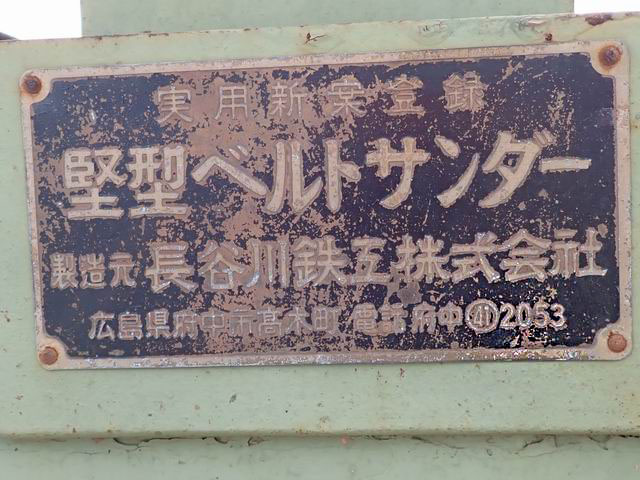 実用新案登録
竪型ベルトサンダー
製造元 長谷川鉄工株式会社
広島県府中市高木町 電話府中㊶2053